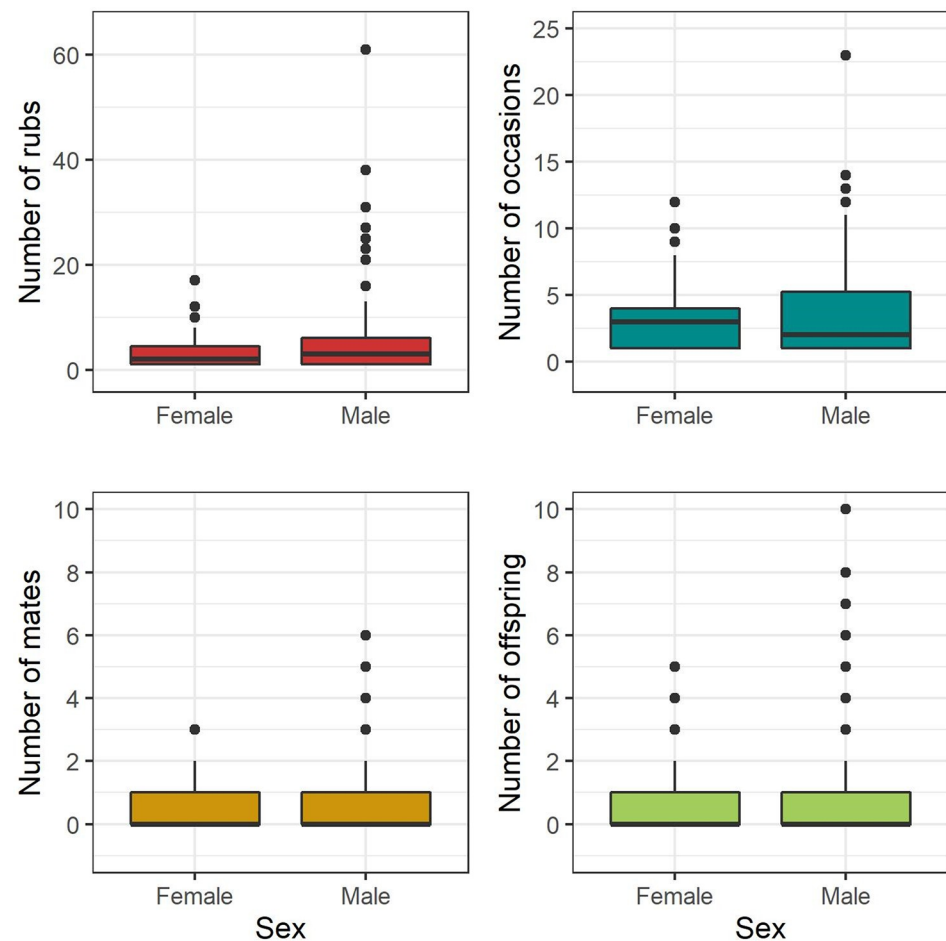 Number of rubs
60
40
20
0
Female Male
Number of occasions
25
20
15
10
5
0
Female Male
Number of mates
10
8
6
4
2
0
Female Male
Sex
Number of offspring
10
8
6
4
2
0
Female Male
Sex